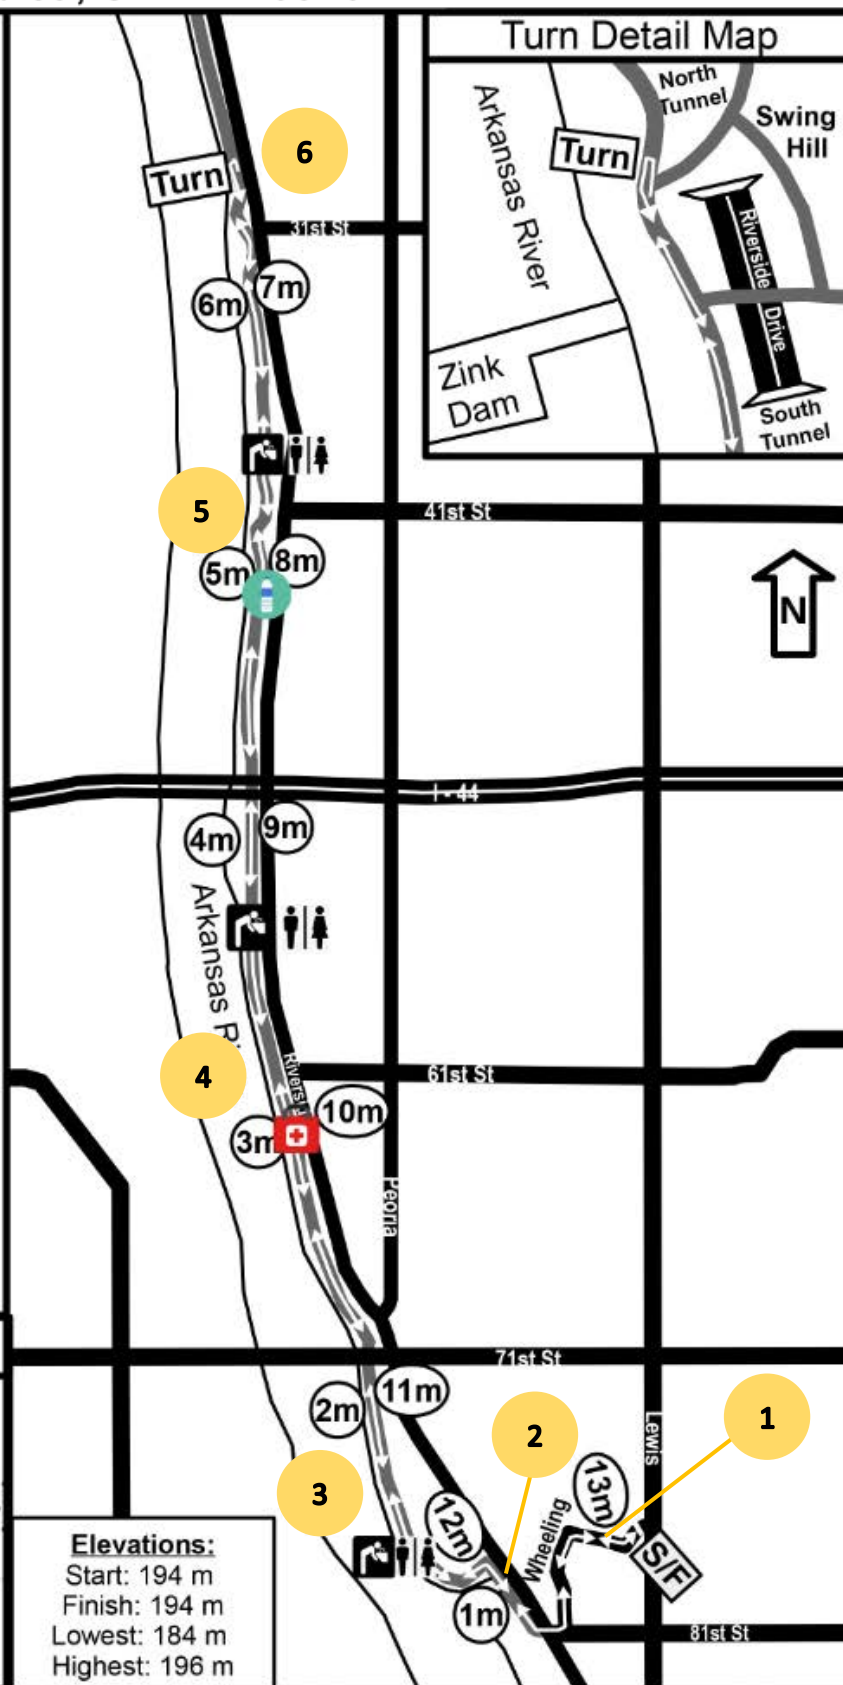 Turn Detail Map
North
Tunnel
Swing
Hill
Arkansas River
Turn
Riverside Drive
Zink
Dam
South
Tunnel
6
Turn
31st St
6m
7m
5
41st St
5m
8m
N
I-44
4m
9m
Arkansas Ri
4
61st St
10m
3m
Peoria
71st St
11m
2m
Lewis
1
2
3
13m
12m
Wheeling
S/F
1m
81st St
Elevations:
Start: 194 m
Finish: 194 m
Lowest: 184 m
Highest: 196 m